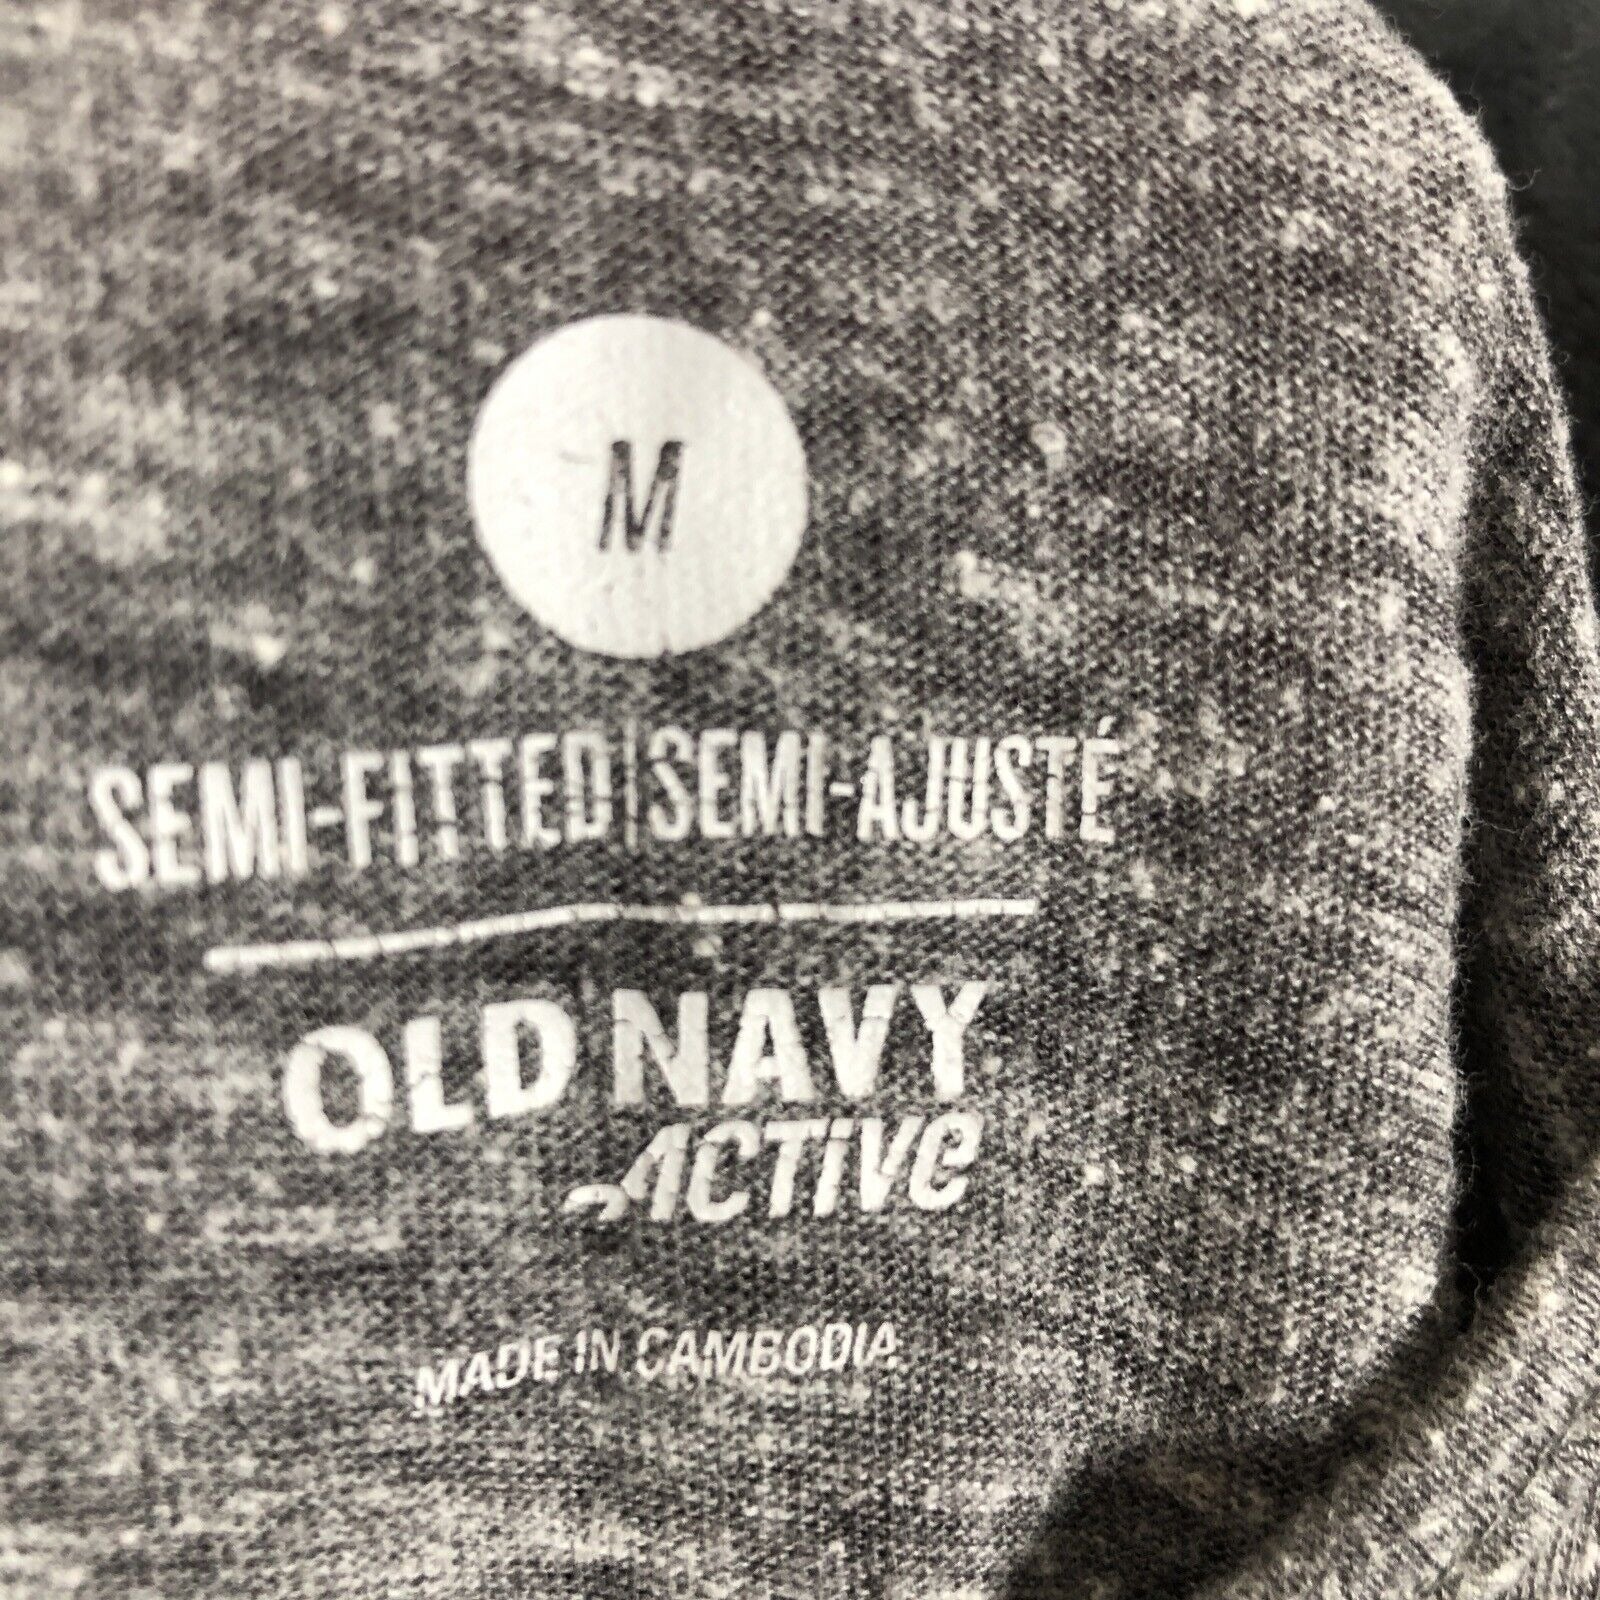 M
SEMI-FITTED|SEMI-AJUSTÉ
OLD NAVY
ACTIVE
MADE IN CAMBODIA